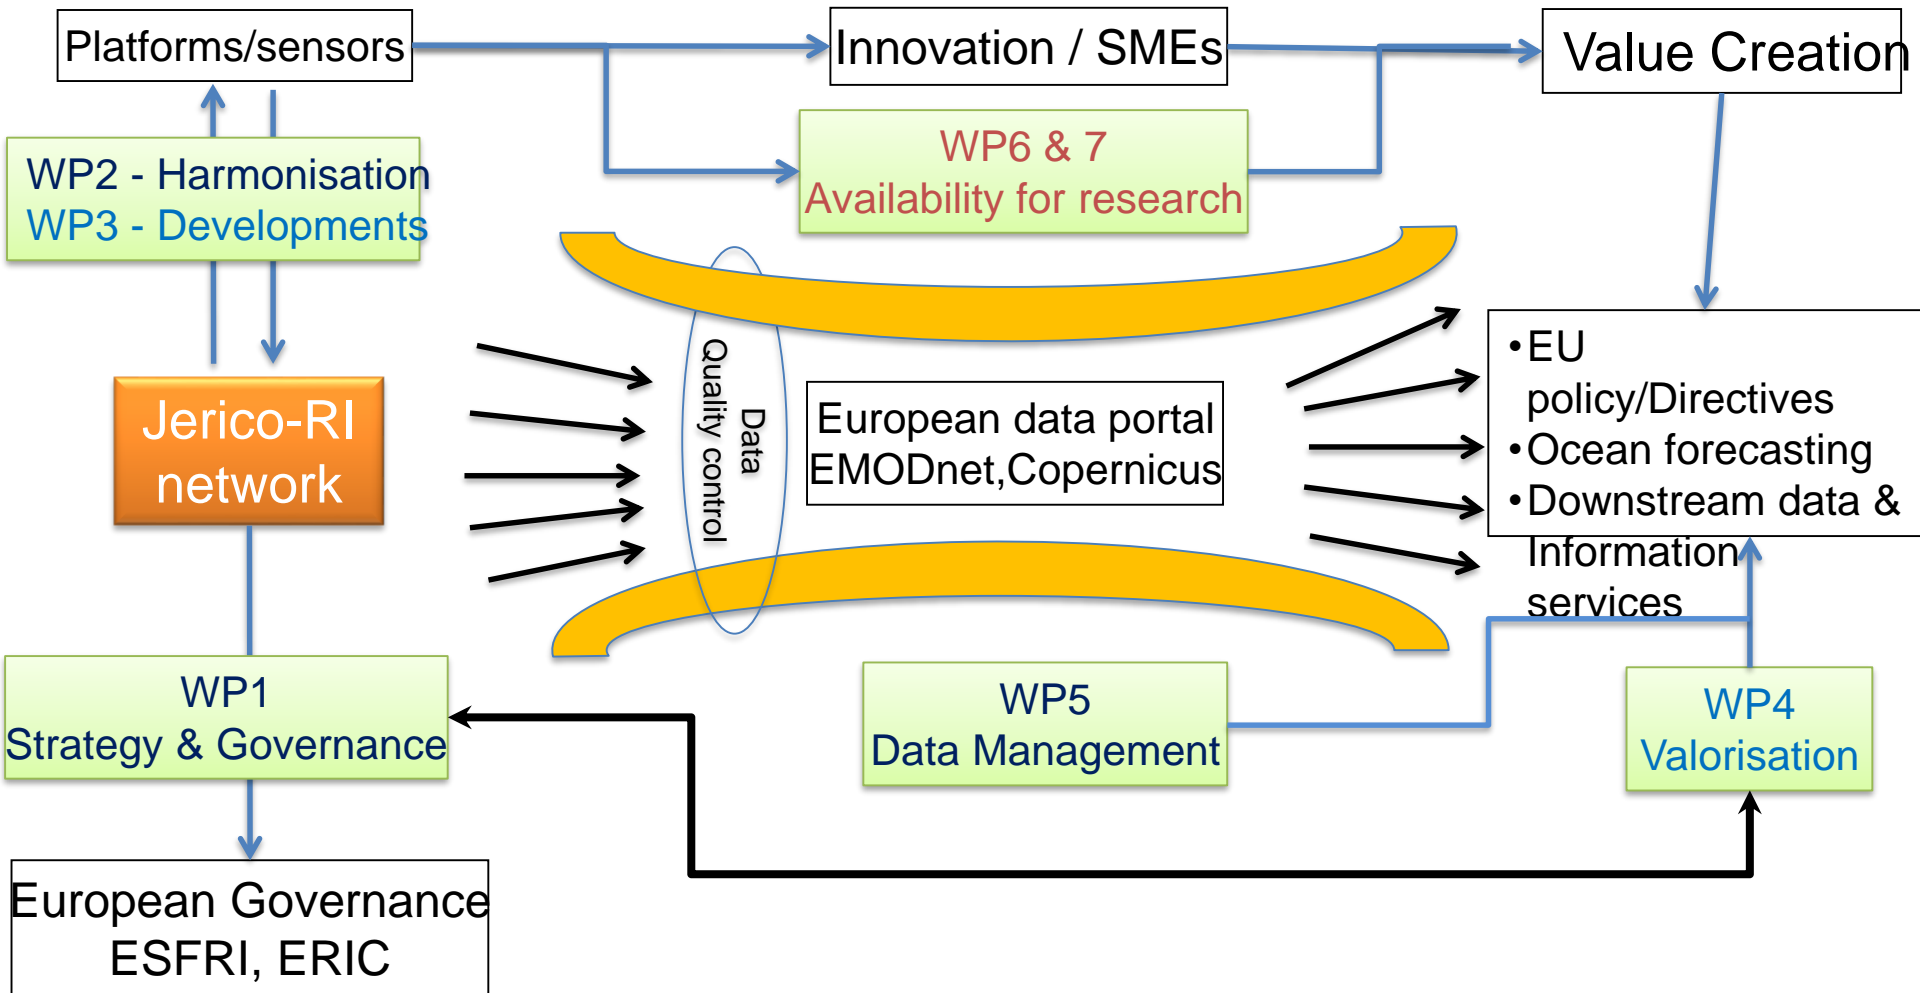 Platforms/sensors
Innovation / SMEs
Value Creation
WP2 - Harmonisation
WP3 - Developments
WP6 & 7
Availability for research
Jerico-RI
network
Data
Quality control
European data portal
EMODnet,Copernicus
•EU
policy/Directives
•Ocean forecasting
•Downstream data &
Information
services
WP1
Strategy & Governance
WP5
Data Management
WP4
Valorisation
European Governance
ESFRI, ERIC